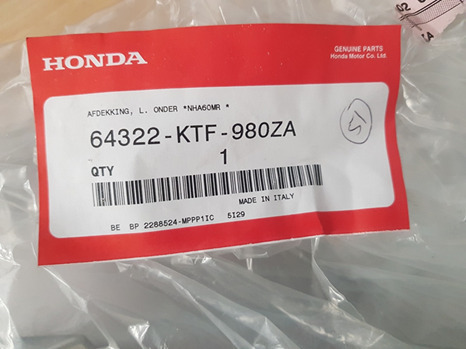 HONDA
GENUINE PARTS
Honda Motor Co. Ltd.
AFDEKKING, L. ONDER *NHA60MR *
64322-KTF-980ZA
QTY 1
MADE IN ITALY
BE BP 2288524-MPPP1IC 5129